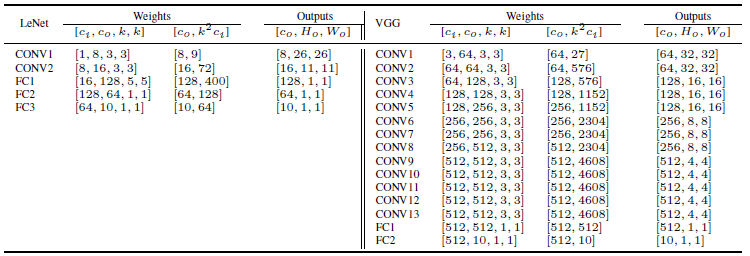 LeNet Weights Outputs VGG Weights Outputs
[c_i, c_o, k, k] [c_o, k²c_i] [c_o, H_o, W_o] [c_i, c_o, k, k] [c_o, k²c_i] [c_o, H_o, W_o]
CONV1 [1, 8, 3, 3] [8, 9] [8, 26, 26] CONV1 [3, 64, 3, 3] [64, 27] [64, 32, 32]
CONV2 [8, 16, 3, 3] [16, 72] [16, 11, 11] CONV2 [64, 64, 3, 3] [64, 576] [64, 32, 32]
FC1 [16, 128, 5, 5] [128, 400] [128, 1, 1] CONV3 [64, 128, 3, 3] [128, 576] [128, 16, 16]
FC2 [128, 64, 1, 1] [64, 128] [64, 1, 1] CONV4 [128, 128, 3, 3] [128, 1152] [128, 16, 16]
FC3 [64, 10, 1, 1] [10, 64] [10, 1, 1] CONV5 [128, 256, 3, 3] [256, 1152] [128, 16, 16]
CONV6 [256, 256, 3, 3] [256, 2304] [256, 8, 8]
CONV7 [256, 256, 3, 3] [256, 2304] [256, 8, 8]
CONV8 [256, 512, 3, 3] [512, 2304] [256, 8, 8]
CONV9 [512, 512, 3, 3] [512, 4608] [512, 4, 4]
CONV10 [512, 512, 3, 3] [512, 4608] [512, 4, 4]
CONV11 [512, 512, 3, 3] [512, 4608] [512, 4, 4]
CONV12 [512, 512, 3, 3] [512, 4608] [512, 4, 4]
CONV13 [512, 512, 3, 3] [512, 4608] [512, 4, 4]
FC1 [512, 512, 1, 1] [512, 512] [512, 1, 1]
FC2 [512, 10, 1, 1] [512, 10] [10, 1, 1]